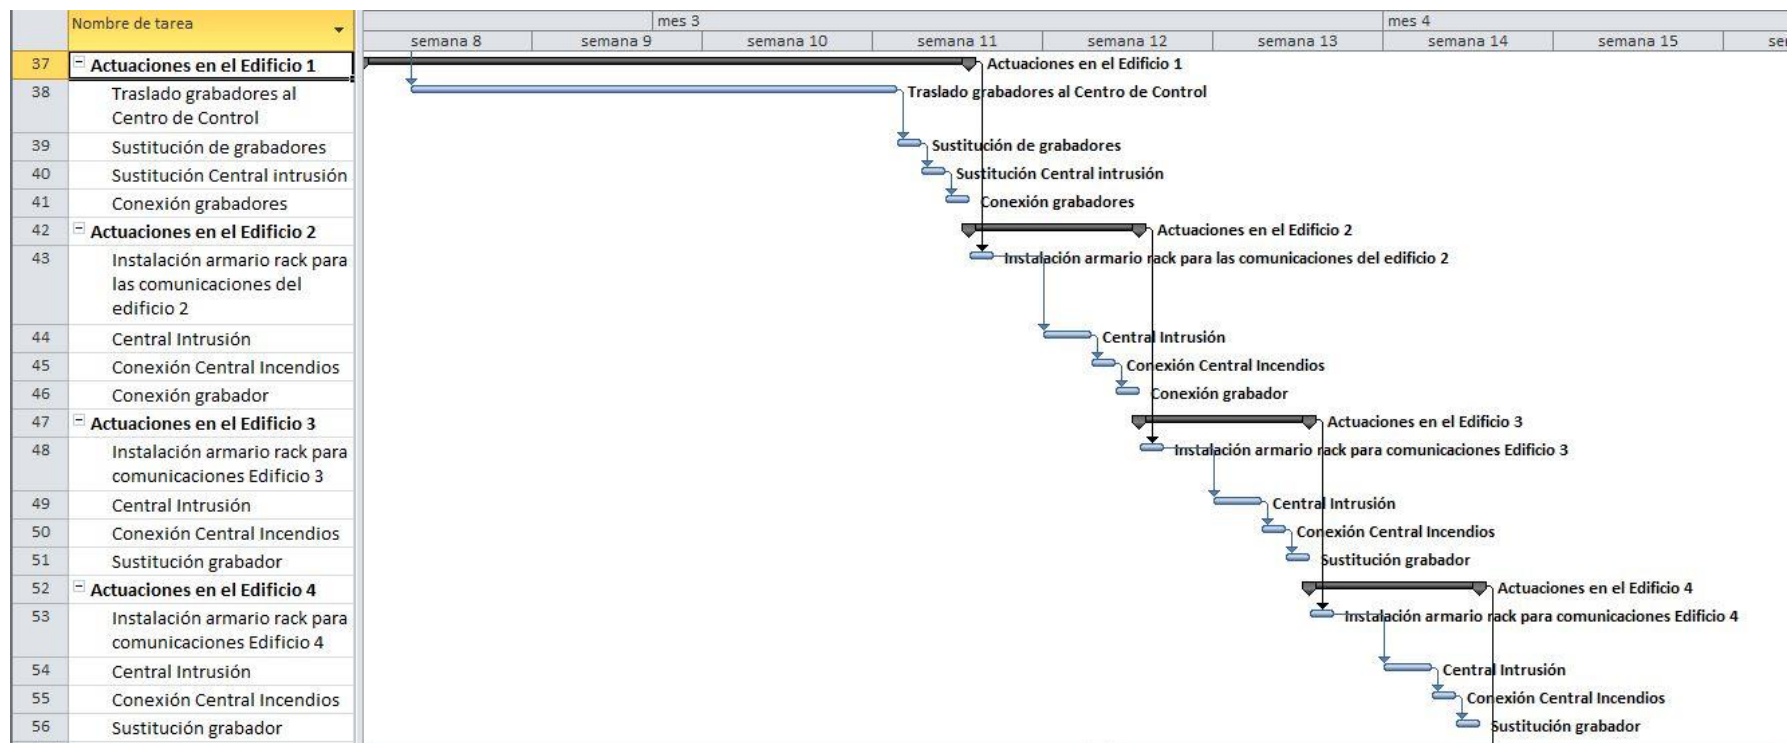 Nombre de tarea
mes 3
mes 4
semana 8
semana 9
semana 10
semana 11
semana 12
semana 13
semana 14
semana 15
37 Actuaciones en el Edificio 1
Actuaciones en el Edificio 1
38 Traslado grabadores al
Centro de Control
Traslado grabadores al Centro de Control
39 Sustitución de grabadores
Sustitución de grabadores
40 Sustitución Central intrusión
Sustitución Central intrusión
41 Conexión grabadores
Conexión grabadores
42 Actuaciones en el Edificio 2
Actuaciones en el Edificio 2
43 Instalación armario rack para
las comunicaciones del
edificio 2
Instalación armario rack para las comunicaciones del edificio 2
44 Central Intrusión
Central Intrusión
45 Conexión Central Incendios
Conexión Central Incendios
46 Conexión grabador
Conexión grabador
47 Actuaciones en el Edificio 3
Actuaciones en el Edificio 3
48 Instalación armario rack para
comunicaciones Edificio 3
Instalación armario rack para comunicaciones Edificio 3
49 Central Intrusión
Central Intrusión
50 Conexión Central Incendios
Conexión Central Incendios
51 Sustitución grabador
Sustitución grabador
52 Actuaciones en el Edificio 4
Actuaciones en el Edificio 4
53 Instalación armario rack para
comunicaciones Edificio 4
Instalación armario rack para comunicaciones Edificio 4
54 Central Intrusión
Central Intrusión
55 Conexión Central Incendios
Conexión Central Incendios
56 Sustitución grabador
Sustitución grabador